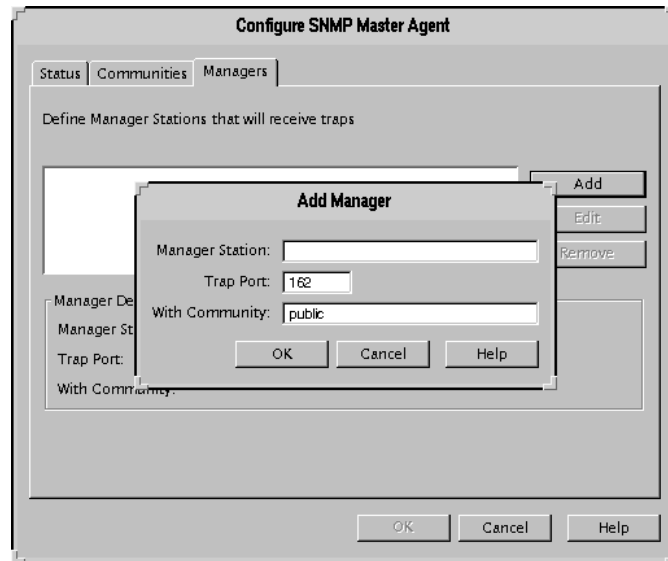 Configure SNMP Master Agent
Status Communities Managers
Define Manager Stations that will receive traps
Add
Edit
Remove
Add Manager
Manager Station:
Trap Port: 162
With Community: public
OK Cancel Help
Manager De
Manager St
Trap Port:
With Community:
OK Cancel Help